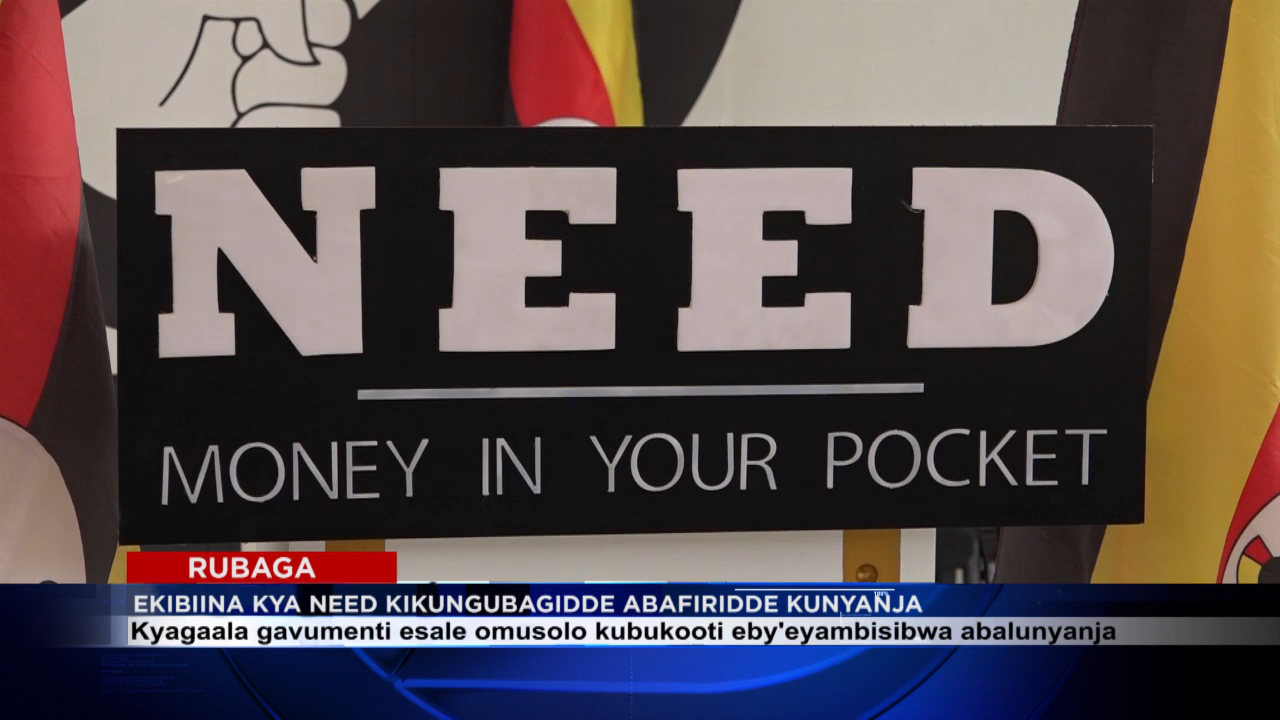 NEED
MONEY IN YOUR POCKET
RUBAGA
EKIBIINA KYA NEED KIKUNGUBAGIDDE ABAFIRIDDE KUNYANJA
Kyagaala gavumenti esale omusolo kubukooti eby'eyambisibwa abalunyanja